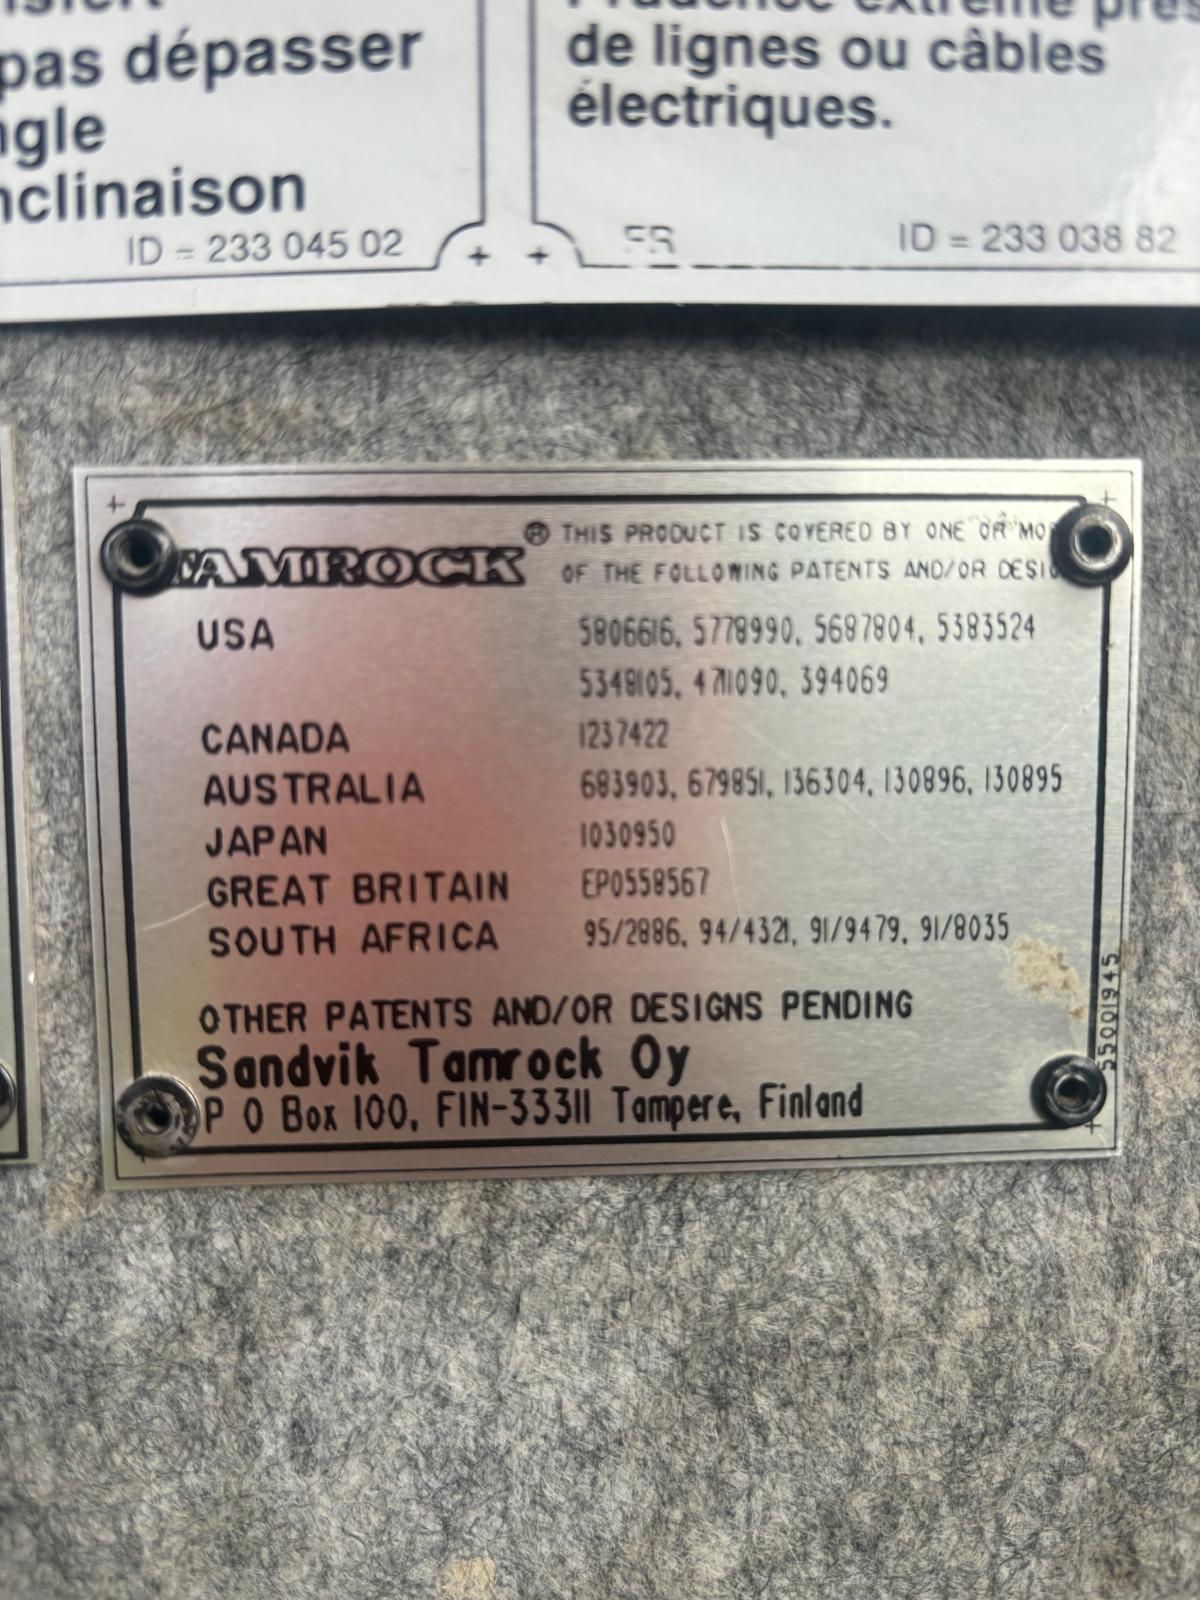 pas dépasser
de lignes ou câbles
électriques.
ID = 233 045 02
FR
ID = 233 038 82
TAMROCK ® THIS PRODUCT IS COVERED BY ONE OR
OF THE FOLLOWING PATENTS AND/OR
USA 5806616, 5778990, 5687804, 5383524
5348105, 4711090, 394069
CANADA 1237422
AUSTRALIA 683903, 679851, 136304, 130896, 130895
JAPAN 1030950
GREAT BRITAIN EP0558567
SOUTH AFRICA 95/2886, 94/4321, 91/9479, 91/8035
OTHER PATENTS AND/OR DESIGNS PENDING
Sandvik Tamrock Oy
P O Box 100, FIN-33311 Tampere, Finland
55001945